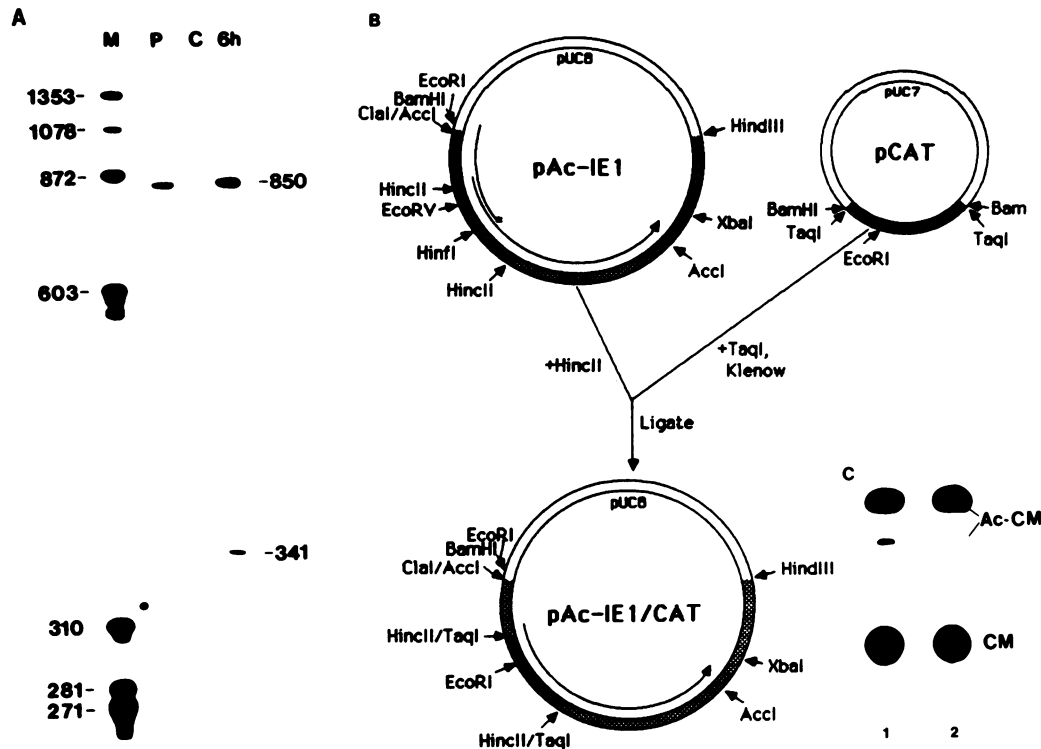 A
M P C 6h
1353-
1078-
872-
-850
603-
-341
310
281-
271-
B
pUC8
EcoRI
BamHI
ClaI/AccI
HindIII
pAc-IE1
HincII
EcoRV
HinfI
HincII
XbaI
AccI
pUC7
pCAT
BamHI
TaqI
EcoRI
Bam
TaqI
+HincII
+TaqI,
Klenow
Ligate
pUC8
EcoRI
BamHI
ClaI/AccI
HindIII
pAc-IE1/CAT
HincII/TaqI
EcoRI
HincII/TaqI
XbaI
AccI
C
Ac-CM
CM
1 2